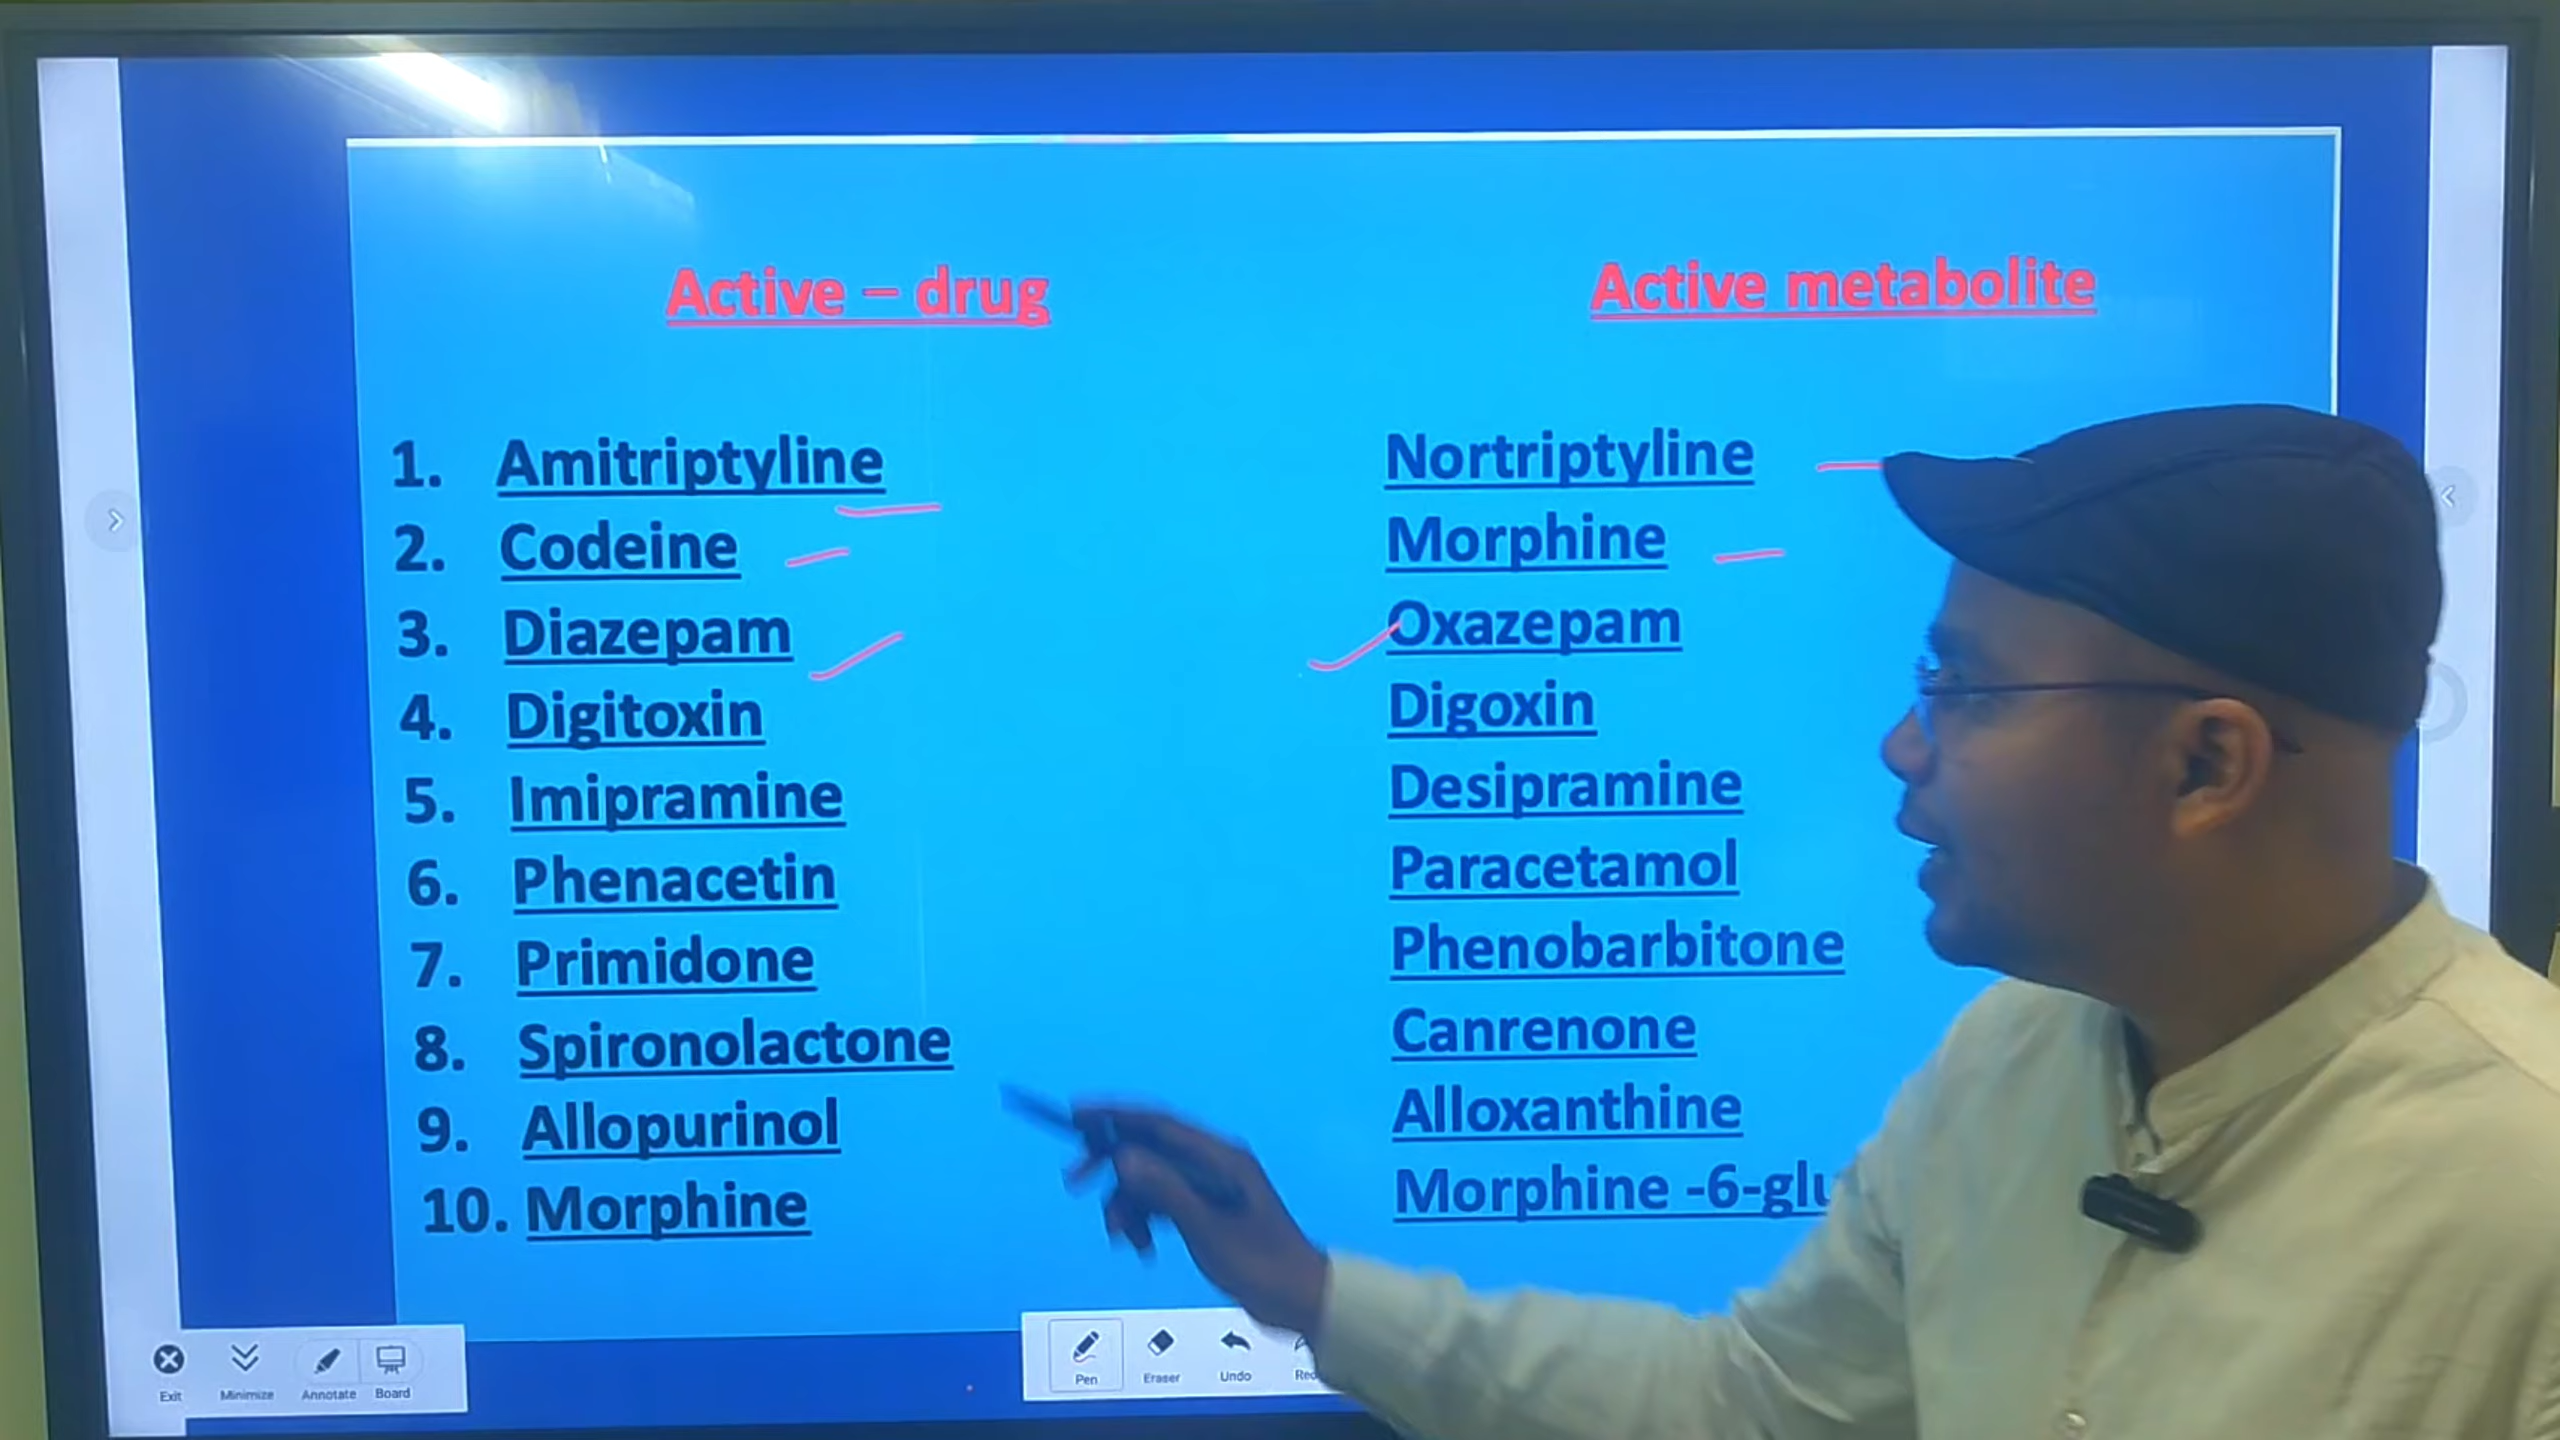 Active – drug
Active metabolite
1. Amitriptyline
Nortriptyline
2. Codeine
Morphine
3. Diazepam
Oxazepam
4. Digitoxin
Digoxin
5. Imipramine
Desipramine
6. Phenacetin
Paracetamol
7. Primidone
Phenobarbitone
8. Spironolactone
Canrenone
9. Allopurinol
Alloxanthine
10. Morphine
Morphine -6-glu
Exit
Minimize
Annotate
Board
Pen
Eraser
Undo